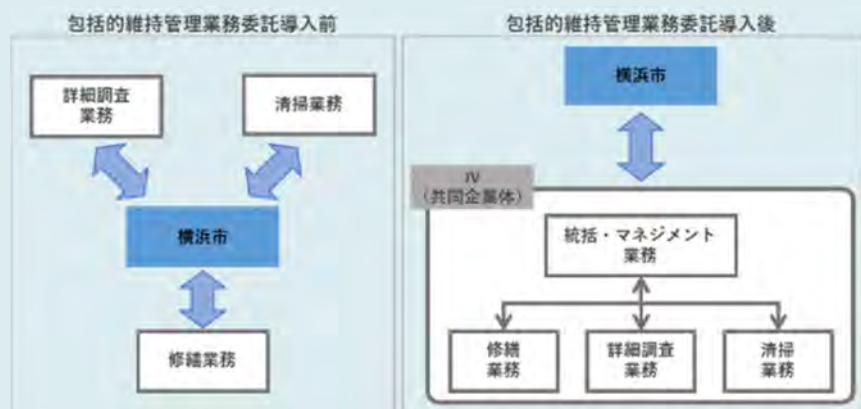 包括的維持管理業務委託導入前
詳細調査
業務
清掃業務
横浜市
修繕業務
包括的維持管理業務委託導入後
横浜市
JV
(共同企業体)
統括・マネジメント
業務
修繕
業務
詳細調査
業務
清掃
業務